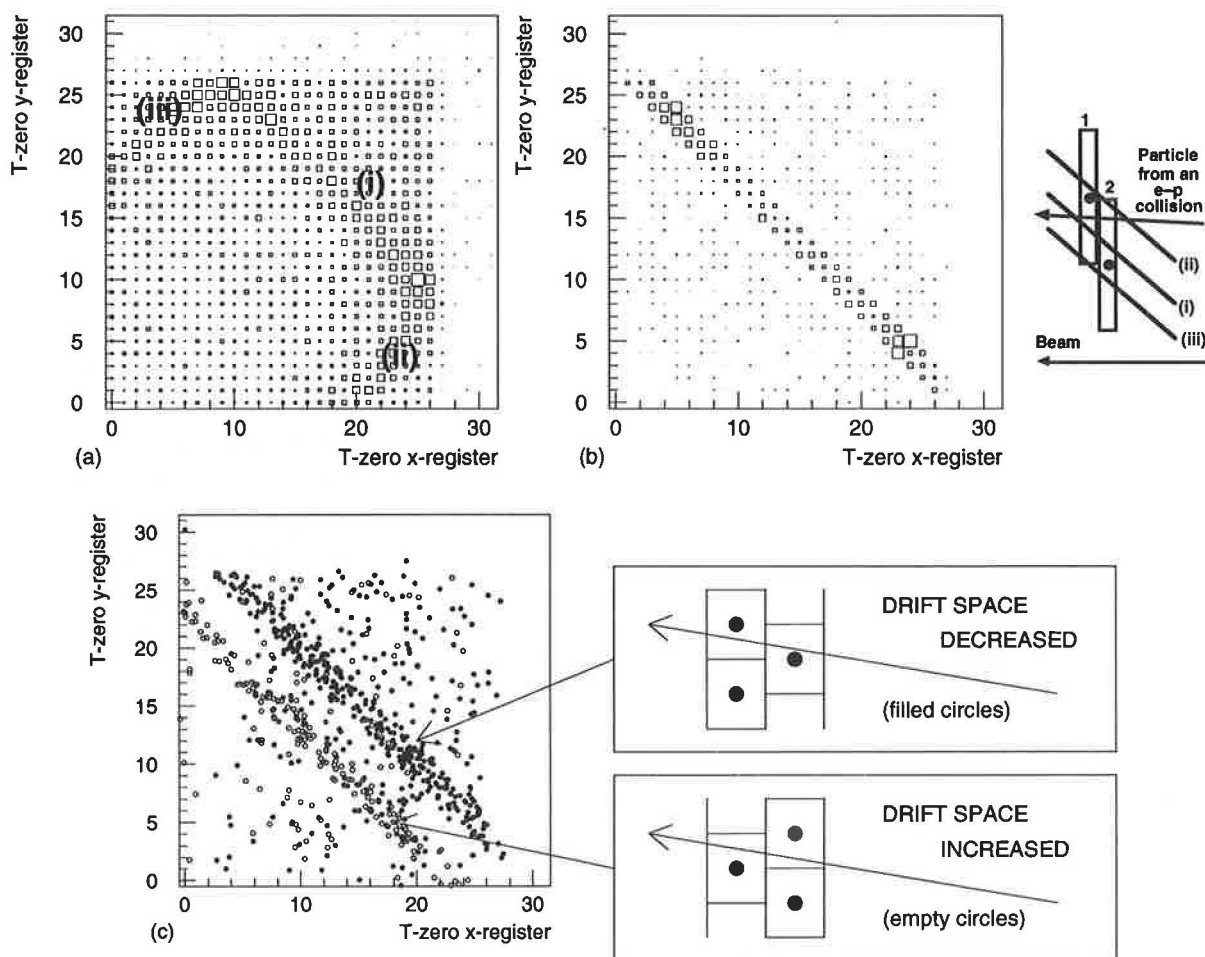 T-zero y-register
30
25
20
15
10
5
0
0 10 20 30
T-zero x-register
(a)
(iii)
(i)
(ii)
T-zero y-register
30
25
20
15
10
5
0
0 10 20 30
T-zero x-register
(b)
1
2
Particle
from an
e–p
collision
(ii)
(i)
(iii)
Beam
T-zero y-register
30
25
20
15
10
5
0
0 10 20 30
T-zero x-register
(c)
DRIFT SPACE
DECREASED
(filled circles)
DRIFT SPACE
INCREASED
(empty circles)